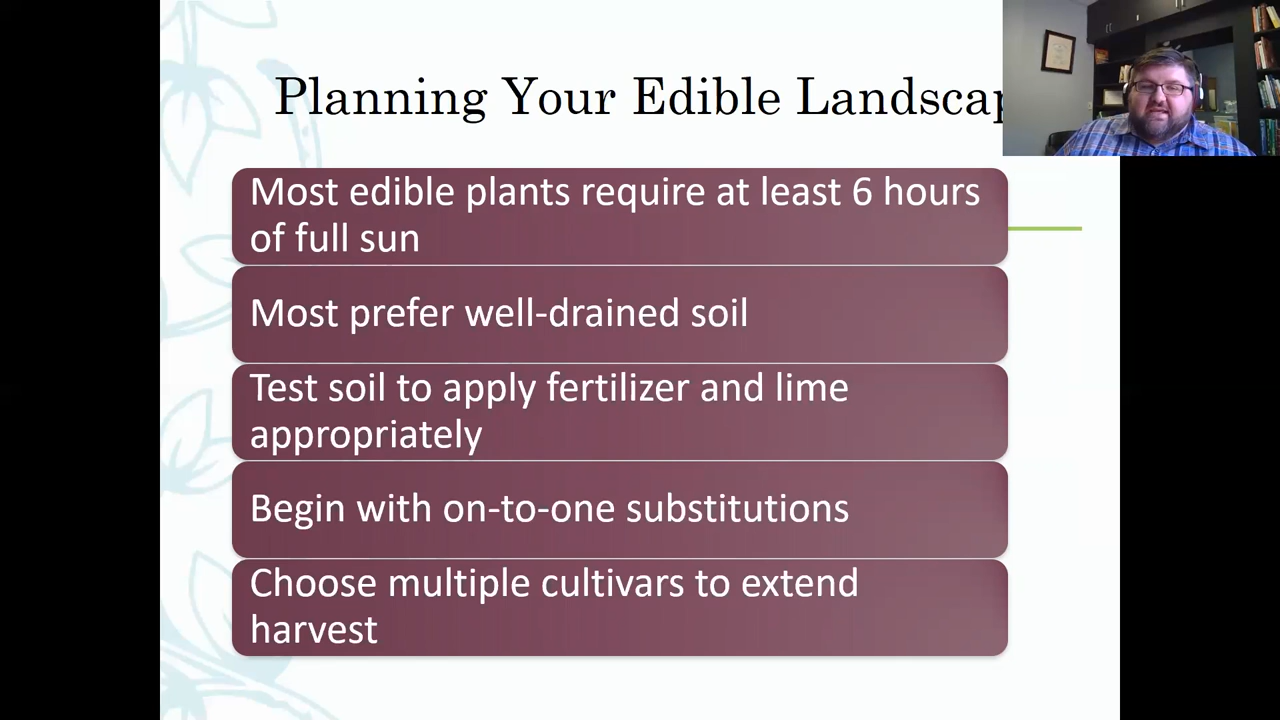 Planning Your Edible Landscap
Most edible plants require at least 6 hours
of full sun
Most prefer well-drained soil
Test soil to apply fertilizer and lime
appropriately
Begin with on-to-one substitutions
Choose multiple cultivars to extend
harvest